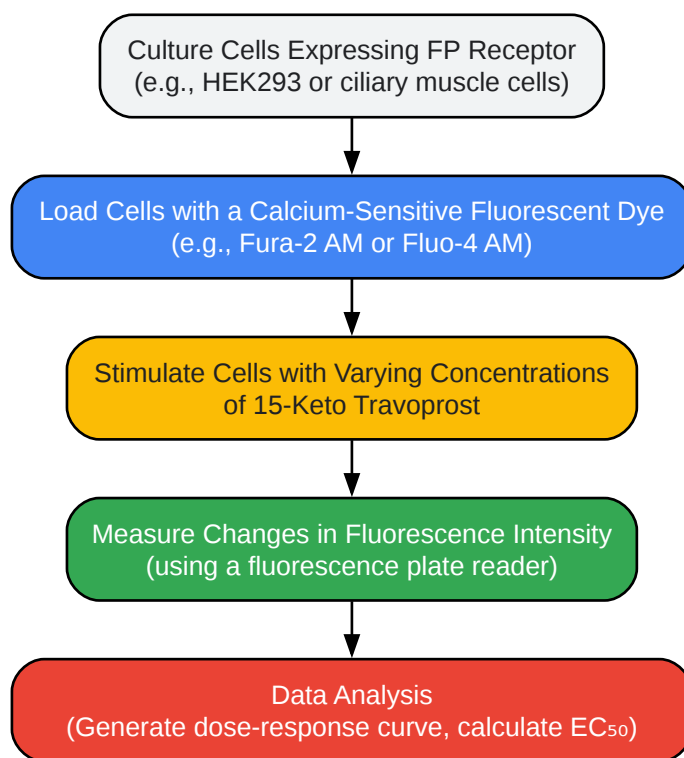 Culture Cells Expressing FP Receptor
(e.g., HEK293 or ciliary muscle cells)
Load Cells with a Calcium-Sensitive Fluorescent Dye
(e.g., Fura-2 AM or Fluo-4 AM)
Stimulate Cells with Varying Concentrations
of 15-Keto Travoprost
Measure Changes in Fluorescence Intensity
(using a fluorescence plate reader)
Data Analysis
(Generate dose-response curve, calculate EC₅₀)